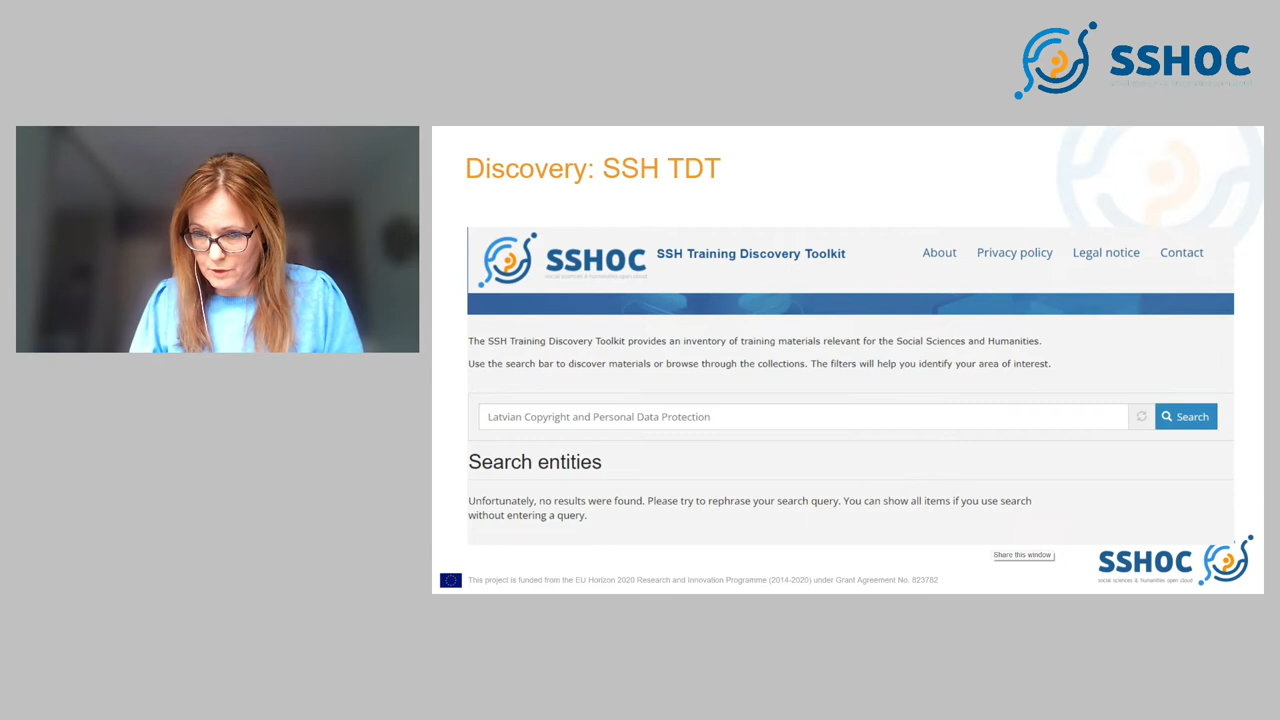 SSHOC
Discovery: SSH TDT
SSHOC
social sciences & humanities open cloud
SSH Training Discovery Toolkit
About
Privacy policy
Legal notice
Contact
The SSH Training Discovery Toolkit provides an inventory of training materials relevant for the Social Sciences and Humanities.
Use the search bar to discover materials or browse through the collections. The filters will help you identify your area of interest.
Latvian Copyright and Personal Data Protection
Search
Search entities
Unfortunately, no results were found. Please try to rephrase your search query. You can show all items if you use search
without entering a query.
Share this window
SSHOC
social sciences & humanities open cloud
This project is funded from the EU Horizon 2020 Research and Innovation Programme (2014-2020) under Grant Agreement No. 823782